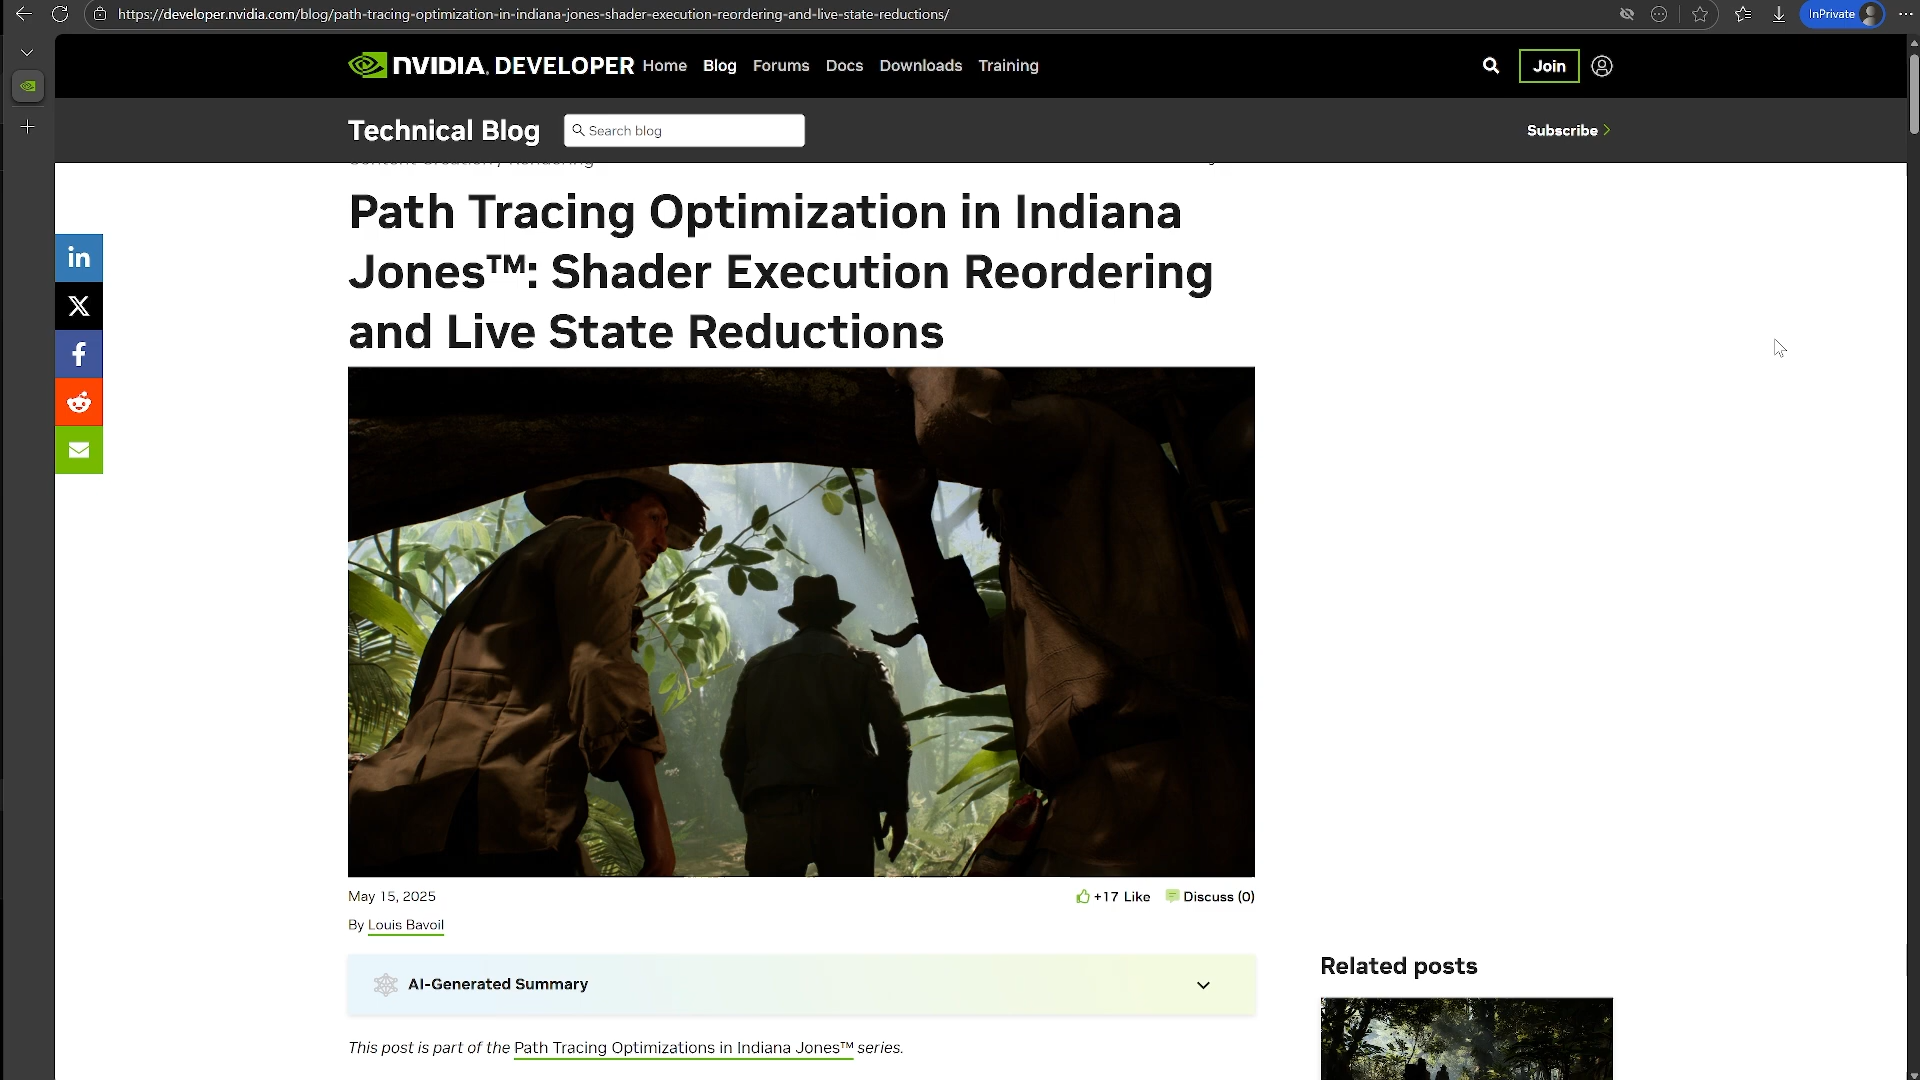 https://developer.nvidia.com/blog/path-tracing-optimization-in-indiana-jones-shader-execution-reordering-and-live-state-reductions/
InPrivate
NVIDIA. DEVELOPER Home Blog Forums Docs Downloads Training
Join
Technical Blog
Search blog
Subscribe
Path Tracing Optimization in Indiana
Jones™: Shader Execution Reordering
and Live State Reductions
in
X
f
May 15, 2025
+17 Like
Discuss (0)
By Louis Bavoil
AI-Generated Summary
Related posts
This post is part of the Path Tracing Optimizations in Indiana Jones™ series.